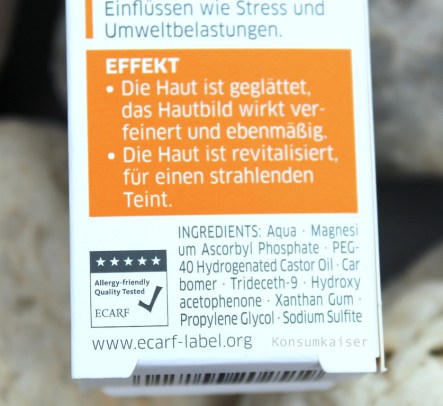 Einflüssen wie Stress und
Umweltbelastungen.
EFFEKT
• Die Haut ist geglättet,
das Hautbild wirkt ver-
feinert und ebenmäßig.
• Die Haut ist revitalisiert,
für einen strahlenden
Teint.
INGREDIENTS: Aqua · Magnesi
um Ascorbyl Phosphate · PEG-
40 Hydrogenated Castor Oil · Car
bomer · Trideceth-9 · Hydroxy
acetophenone · Xanthan Gum ·
Propylene Glycol · Sodium Sulfite
Allergy-friendly
Quality Tested
ECARF
www.ecarf-label.org
Konsumkaiser